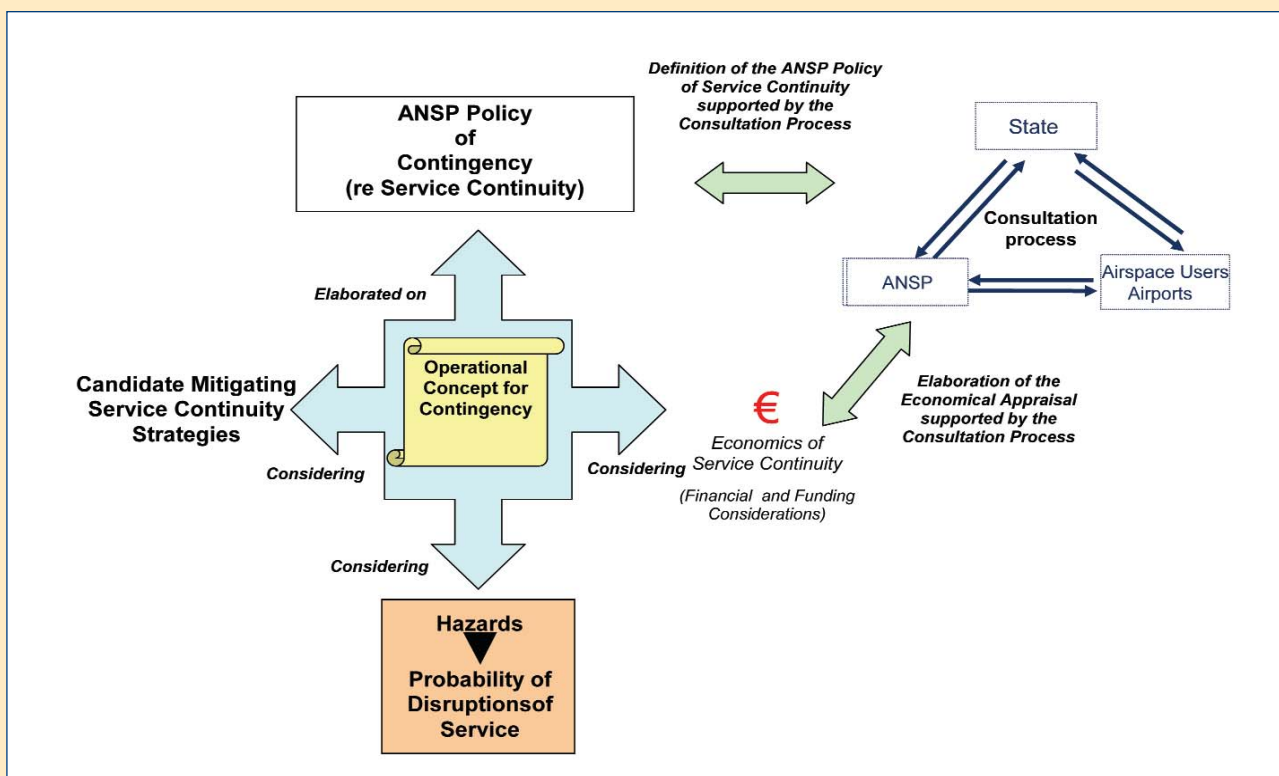 ANSP Policy
of
Contingency
(re Service Continuity)
Definition of the ANSP Policy
of Service Continuity
supported by the
Consultation Process
State
Consultation
process
ANSP
Airspace Users
Airports
Elaborated on
Operational
Concept for
Contingency
Candidate Mitigating
Service Continuity
Strategies
Considering
Considering
€
Economics of
Service Continuity
(Financial and Funding
Considerations)
Elaboration of the
Economical Appraisal
supported by the
Consultation Process
Considering
Hazards
Probability of
Disruptionsof
Service